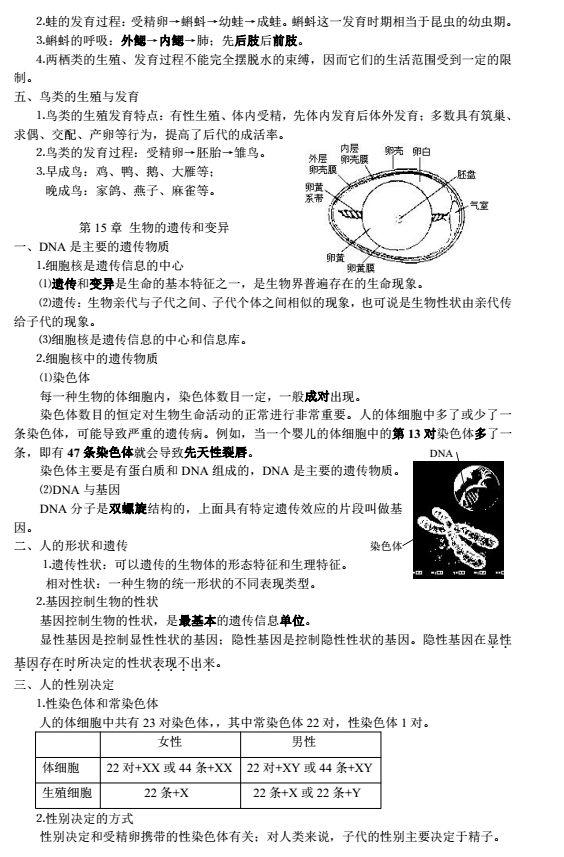 2.蛙的发育过程：受精卵→蝌蚪→幼蛙→成蛙。蝌蚪这一发育时期相当于昆虫的幼虫期。
3.蝌蚪的呼吸：外鳃→内鳃→肺；先后肢后前肢。
4.两栖类的生殖、发育过程不能完全摆脱水的束缚，因而它们的生活范围受到一定的限
制。
五、鸟类的生殖与发育
1.鸟类的生殖发育特点：有性生殖、体内受精，先体内发育后体外发育；多数具有筑巢、
求偶、交配、产卵等行为，提高了后代的成活率。
2.鸟类的发育过程：受精卵→胚胎→雏鸟。
3.早成鸟：鸡、鸭、鹅、大雁等；
晚成鸟：家鸽、燕子、麻雀等。
外层
卵壳膜
内层
卵壳膜
卵壳
卵白
胚盘
卵黄
系带
气室
卵黄
卵黄膜
第 15 章 生物的遗传和变异
一、DNA 是主要的遗传物质
1.细胞核是遗传信息的中心
⑴遗传和变异是生命的基本特征之一，是生物界普遍存在的生命现象。
⑵遗传：生物亲代与子代之间、子代个体之间相似的现象，也可说是生物性状由亲代传
给子代的现象。
⑶细胞核是遗传信息的中心和信息库。
2.细胞核中的遗传物质
⑴染色体
每一种生物的体细胞内，染色体数目一定，一般成对出现。
染色体数目的恒定对生物生命活动的正常进行非常重要。人的体细胞中多了或少了一
条染色体，可能导致严重的遗传病。例如，当一个婴儿的体细胞中的第 13 对染色体多了一
条，即有 47 条染色体就会导致先天性裂唇。
染色体主要是有蛋白质和 DNA 组成的，DNA 是主要的遗传物质。
⑵DNA 与基因
DNA 分子是双螺旋结构的，上面具有特定遗传效应的片段叫做基
因。
DNA
染色体
二、人的形状和遗传
1.遗传性状：可以遗传的生物体的形态特征和生理特征。
相对性状：一种生物的统一形状的不同表现类型。
2.基因控制生物的性状
基因控制生物的性状，是最基本的遗传信息单位。
显性基因是控制显性性状的基因；隐性基因是控制隐性性状的基因。隐性基因在显性
基因存在时所决定的性状表现不出来。
三、人的性别决定
1.性染色体和常染色体
人的体细胞中共有 23 对染色体，，其中常染色体 22 对，性染色体 1 对。
女性 男性
体细胞 22 对+XX 或 44 条+XX 22 对+XY 或 44 条+XY
生殖细胞 22 条+X 22 条+X 或 22 条+Y
2.性别决定的方式
性别决定和受精卵携带的性染色体有关；对人类来说，子代的性别主要决定于精子。